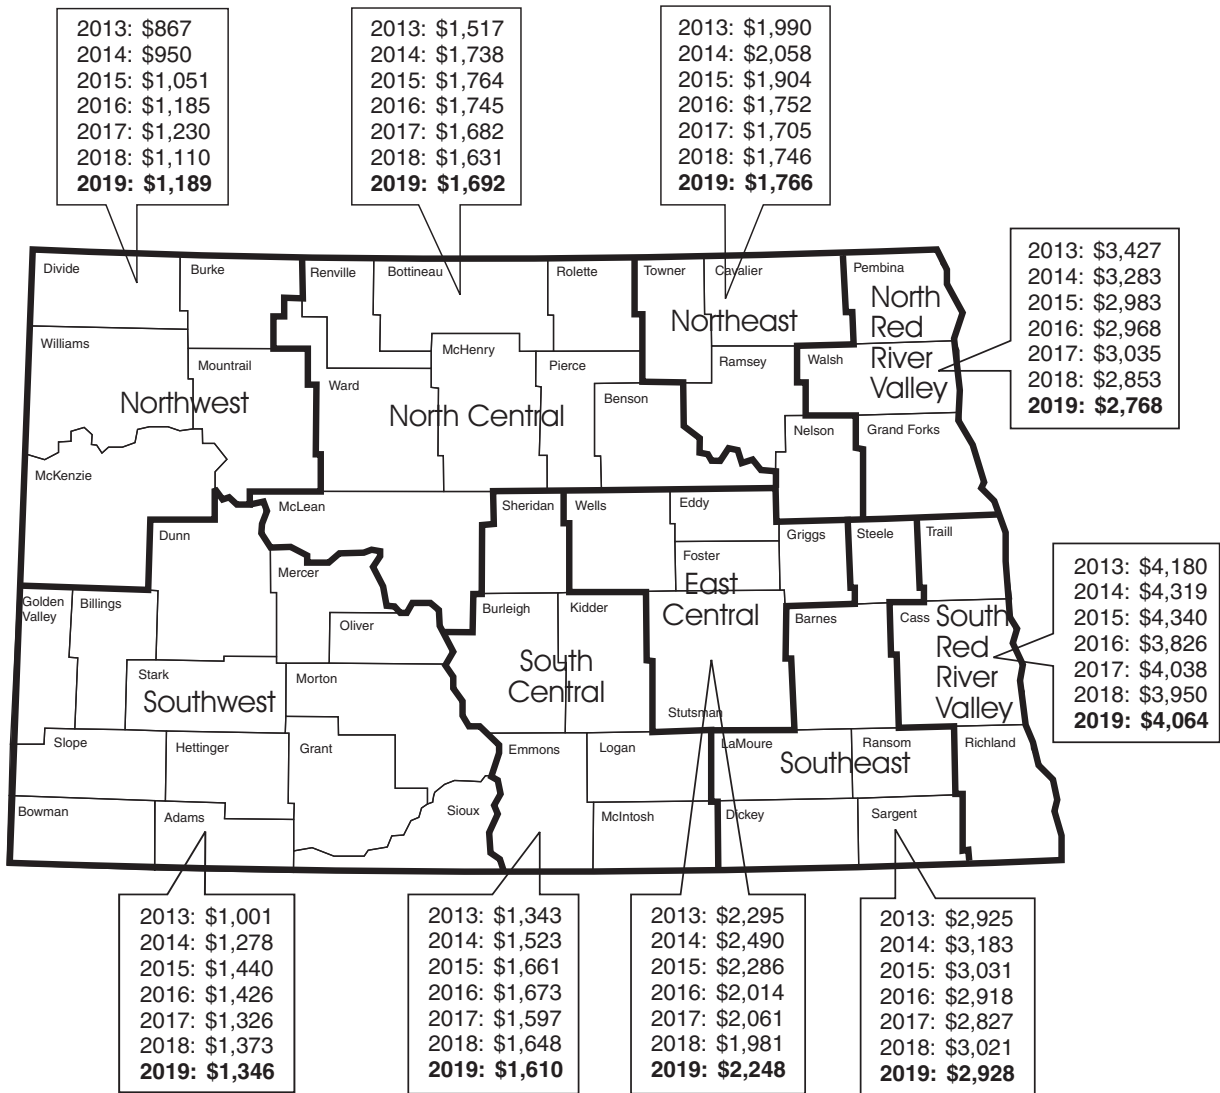 2013: $867
2014: $950
2015: $1,051
2016: $1,185
2017: $1,230
2018: $1,110
2019: $1,189
2013: $1,517
2014: $1,738
2015: $1,764
2016: $1,745
2017: $1,682
2018: $1,631
2019: $1,692
2013: $1,990
2014: $2,058
2015: $1,904
2016: $1,752
2017: $1,705
2018: $1,746
2019: $1,766
2013: $3,427
2014: $3,283
2015: $2,983
2016: $2,968
2017: $3,035
2018: $2,853
2019: $2,768
Divide
Burke
Renville
Bottineau
Rolette
Towner
Cavalier
Pembina
North
Red
River
Valley
Northeast
Williams
Mountrail
McHenry
Pierce
Ramsey
Walsh
Ward
Benson
Northwest
North Central
Nelson
Grand Forks
McKenzie
McLean
Sheridan
Wells
Eddy
Dunn
Griggs
Steele
Traill
Foster
East
Central
Mercer
Golden
Valley
Billings
Burleigh
Kidder
Barnes
Cass
South
Red
River
Valley
Oliver
South
Central
Stark
Southwest
Morton
Stutsman
Slope
Hettinger
Grant
Emmons
Logan
LaMoure
Ransom
Richland
Southeast
Bowman
Adams
Sioux
McIntosh
Dickey
Sargent
2013: $4,180
2014: $4,319
2015: $4,340
2016: $3,826
2017: $4,038
2018: $3,950
2019: $4,064
2013: $1,001
2014: $1,278
2015: $1,440
2016: $1,426
2017: $1,326
2018: $1,373
2019: $1,346
2013: $1,343
2014: $1,523
2015: $1,661
2016: $1,673
2017: $1,597
2018: $1,648
2019: $1,610
2013: $2,295
2014: $2,490
2015: $2,286
2016: $2,014
2017: $2,061
2018: $1,981
2019: $2,248
2013: $2,925
2014: $3,183
2015: $3,031
2016: $2,918
2017: $2,827
2018: $3,021
2019: $2,928